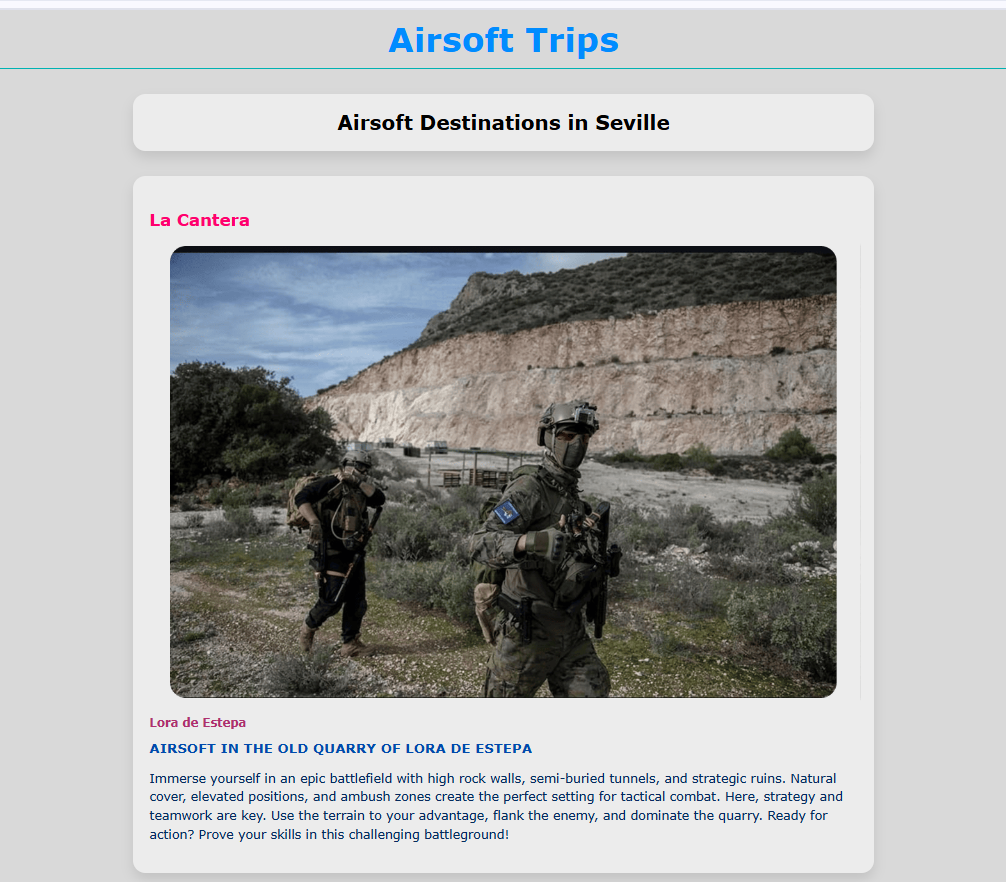 Airsoft Trips
Airsoft Destinations in Seville
La Cantera
Lora de Estepa
AIRSOFT IN THE OLD QUARRY OF LORA DE ESTEPA
Immerse yourself in an epic battlefield with high rock walls, semi-buried tunnels, and strategic ruins. Natural
cover, elevated positions, and ambush zones create the perfect setting for tactical combat. Here, strategy and
teamwork are key. Use the terrain to your advantage, flank the enemy, and dominate the quarry. Ready for
action? Prove your skills in this challenging battleground!